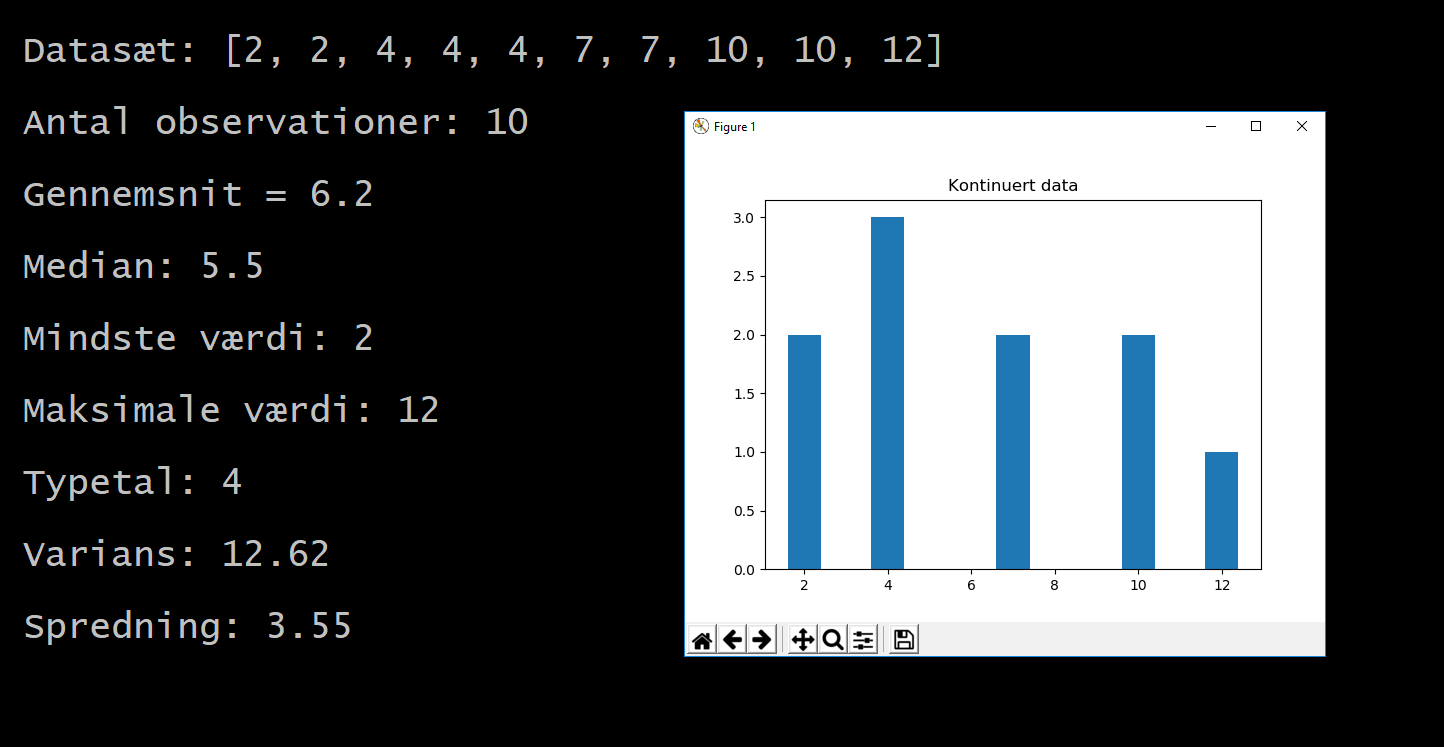 Datasæt: [2, 2, 4, 4, 4, 7, 7, 10, 10, 12]
Antal observationer: 10
Gennemsnit = 6.2
Median: 5.5
Mindste værdi: 2
Maksimale værdi: 12
Typetal: 4
Varians: 12.62
Spredning: 3.55
Figure 1
Kontinuert data
3.0
2.5
2.0
1.5
1.0
0.5
0.0
2 4 6 8 10 12